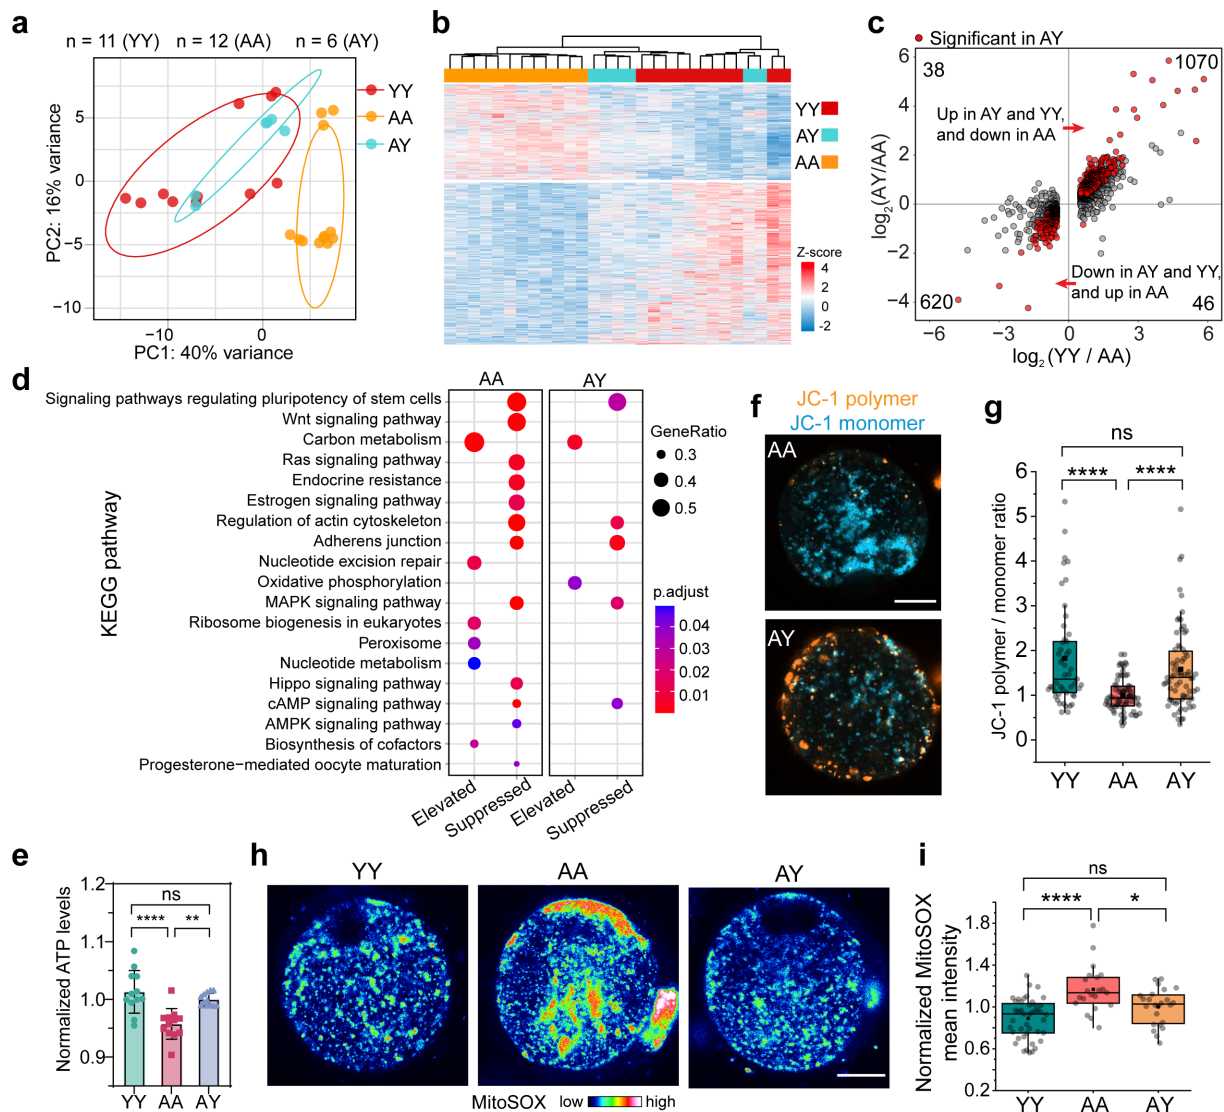 a
n = 11 (YY) n = 12 (AA) n = 6 (AY)
PC2: 16% variance
5
0
−5
−10
−10 0
PC1: 40% variance
YY
AA
AY
b
YY
AY
AA
Z-score
4
2
0
-2
c
Significant in AY
log2(AY/AA)
6
4
2
0
−2
−4
38
1070
Up in AY and YY,
and down in AA
Down in AY and YY,
and up in AA
620
46
−6 −3 0 3 6
log2(YY / AA)
d
AA AY
KEGG pathway
Signaling pathways regulating pluripotency of stem cells
Wnt signaling pathway
Carbon metabolism
Ras signaling pathway
Endocrine resistance
Estrogen signaling pathway
Regulation of actin cytoskeleton
Adherens junction
Nucleotide excision repair
Oxidative phosphorylation
MAPK signaling pathway
Ribosome biogenesis in eukaryotes
Peroxisome
Nucleotide metabolism
Hippo signaling pathway
cAMP signaling pathway
AMPK signaling pathway
Biosynthesis of cofactors
Progesterone−mediated oocyte maturation
Elevated Suppressed Elevated Suppressed
GeneRatio
0.3
0.4
0.5
p.adjust
0.04
0.03
0.02
0.01
f
JC-1 polymer
JC-1 monomer
AA
AY
g
ns
**** ****
JC-1 polymer / monomer ratio
6
5
4
3
2
1
0
YY AA AY
e
Normalized ATP levels
1.2
1.1
1.0
0.9
ns
**** **
YY AA AY
h
YY AA AY
MitoSOX low high
i
ns
**** *
Normalized MitoSOX
mean intensity
1.8
1.4
1.0
0.6
0.2
YY AA AY